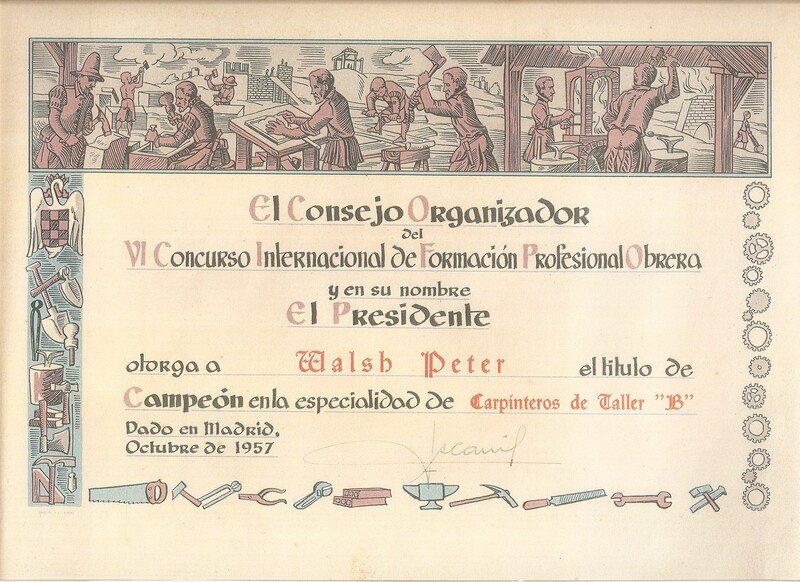 El Consejo Organizador
del
VI Concurso Internacional de Formación Profesional Obrera
y en su nombre
El Presidente
otorga a Walsh Peter el título de
Campeón en la especialidad de Carpinteros de Taller "B"
Dado en Madrid,
Octubre de 1957